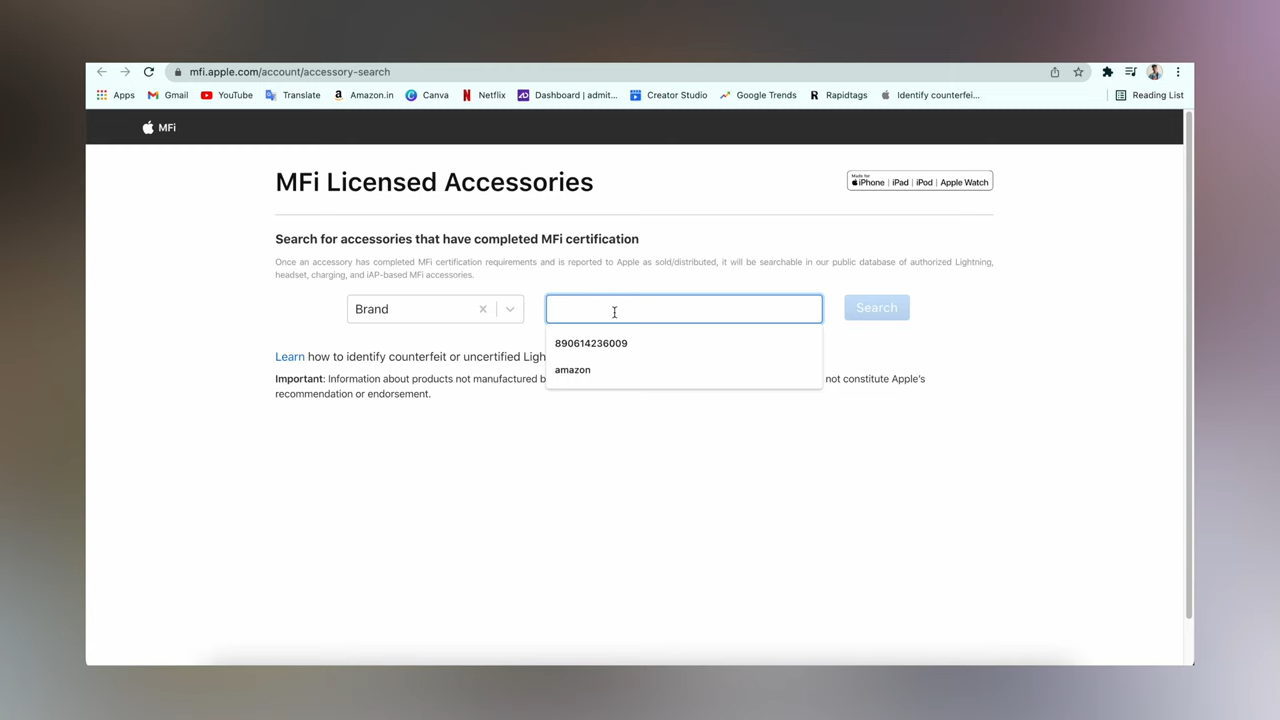 mfi.apple.com/account/accessory-search
Apps Gmail YouTube Translate Amazon.in Canva Netflix Dashboard | admit... Creator Studio Google Trends Rapidtags Identify counterfei... Reading List
MFi
MFi Licensed Accessories
Made for
iPhone | iPad | iPod | Apple Watch
Search for accessories that have completed MFi certification
Once an accessory has completed MFi certification requirements and is reported to Apple as sold/distributed, it will be searchable in our public database of authorized Lightning,
headset, charging, and iAP-based MFi accessories.
Brand
Search
890614236009
amazon
Learn how to identify counterfeit or uncertified Ligh
Important: Information about products not manufactured b not constitute Apple's
recommendation or endorsement.